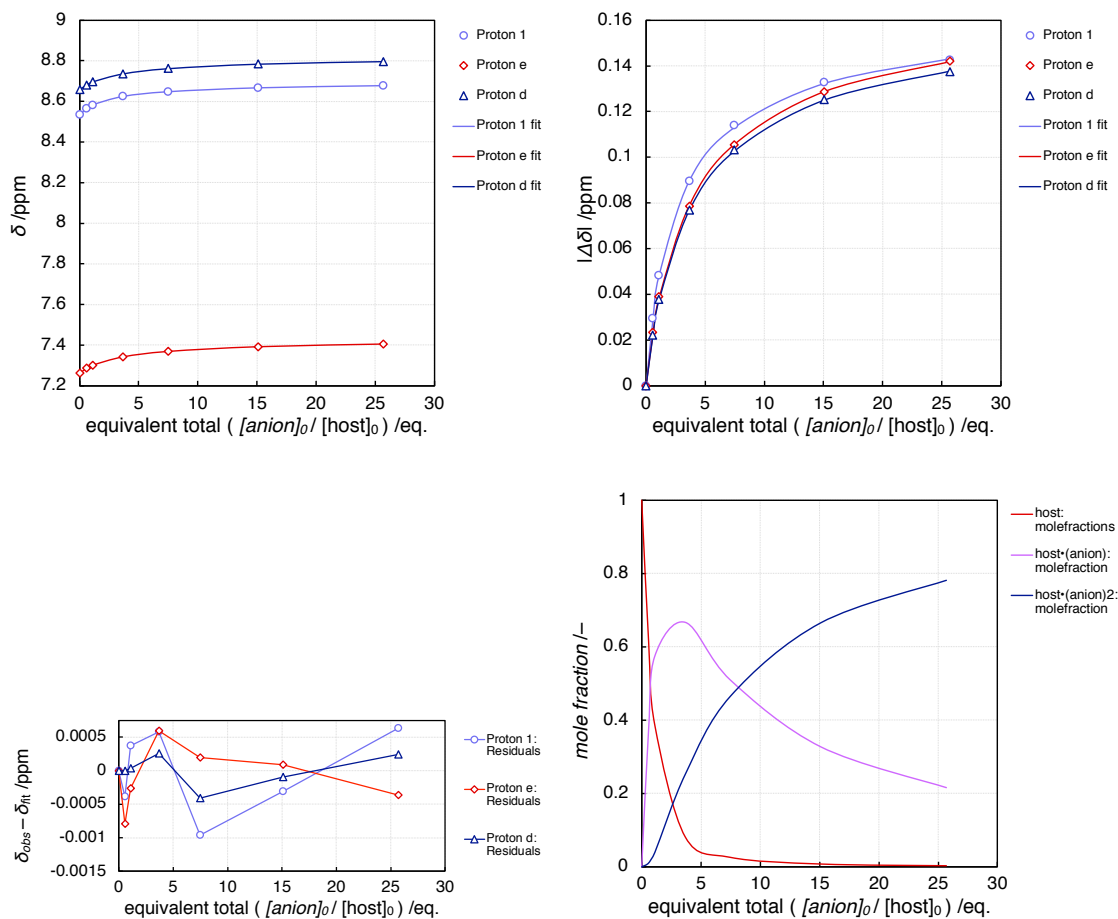 9
8.8
8.6
8.4
8.2
8
7.8
7.6
7.4
7.2
δ /ppm
0 5 10 15 20 25 30
equivalent total ( [anion]₀ / [host]₀ ) /eq.
Proton 1
Proton e
Proton d
Proton 1 fit
Proton e fit
Proton d fit
0.16
0.14
0.12
0.1
0.08
0.06
0.04
0.02
0
|Δδ| /ppm
0 5 10 15 20 25 30
equivalent total ( [anion]₀ / [host]₀ ) /eq.
Proton 1
Proton e
Proton d
Proton 1 fit
Proton e fit
Proton d fit
0.0005
0
-0.0005
-0.001
-0.0015
δobs – δfit /ppm
0 5 10 15 20 25 30
equivalent total ( [anion]₀ / [host]₀ ) /eq.
Proton 1:
Residuals
Proton e:
Residuals
Proton d:
Residuals
1
0.8
0.6
0.4
0.2
0
mole fraction /–
0 5 10 15 20 25 30
equivalent total ( [anion]₀ / [host]₀ ) /eq.
host:
molefractions
host•(anion):
molefraction
host•(anion)2:
molefraction